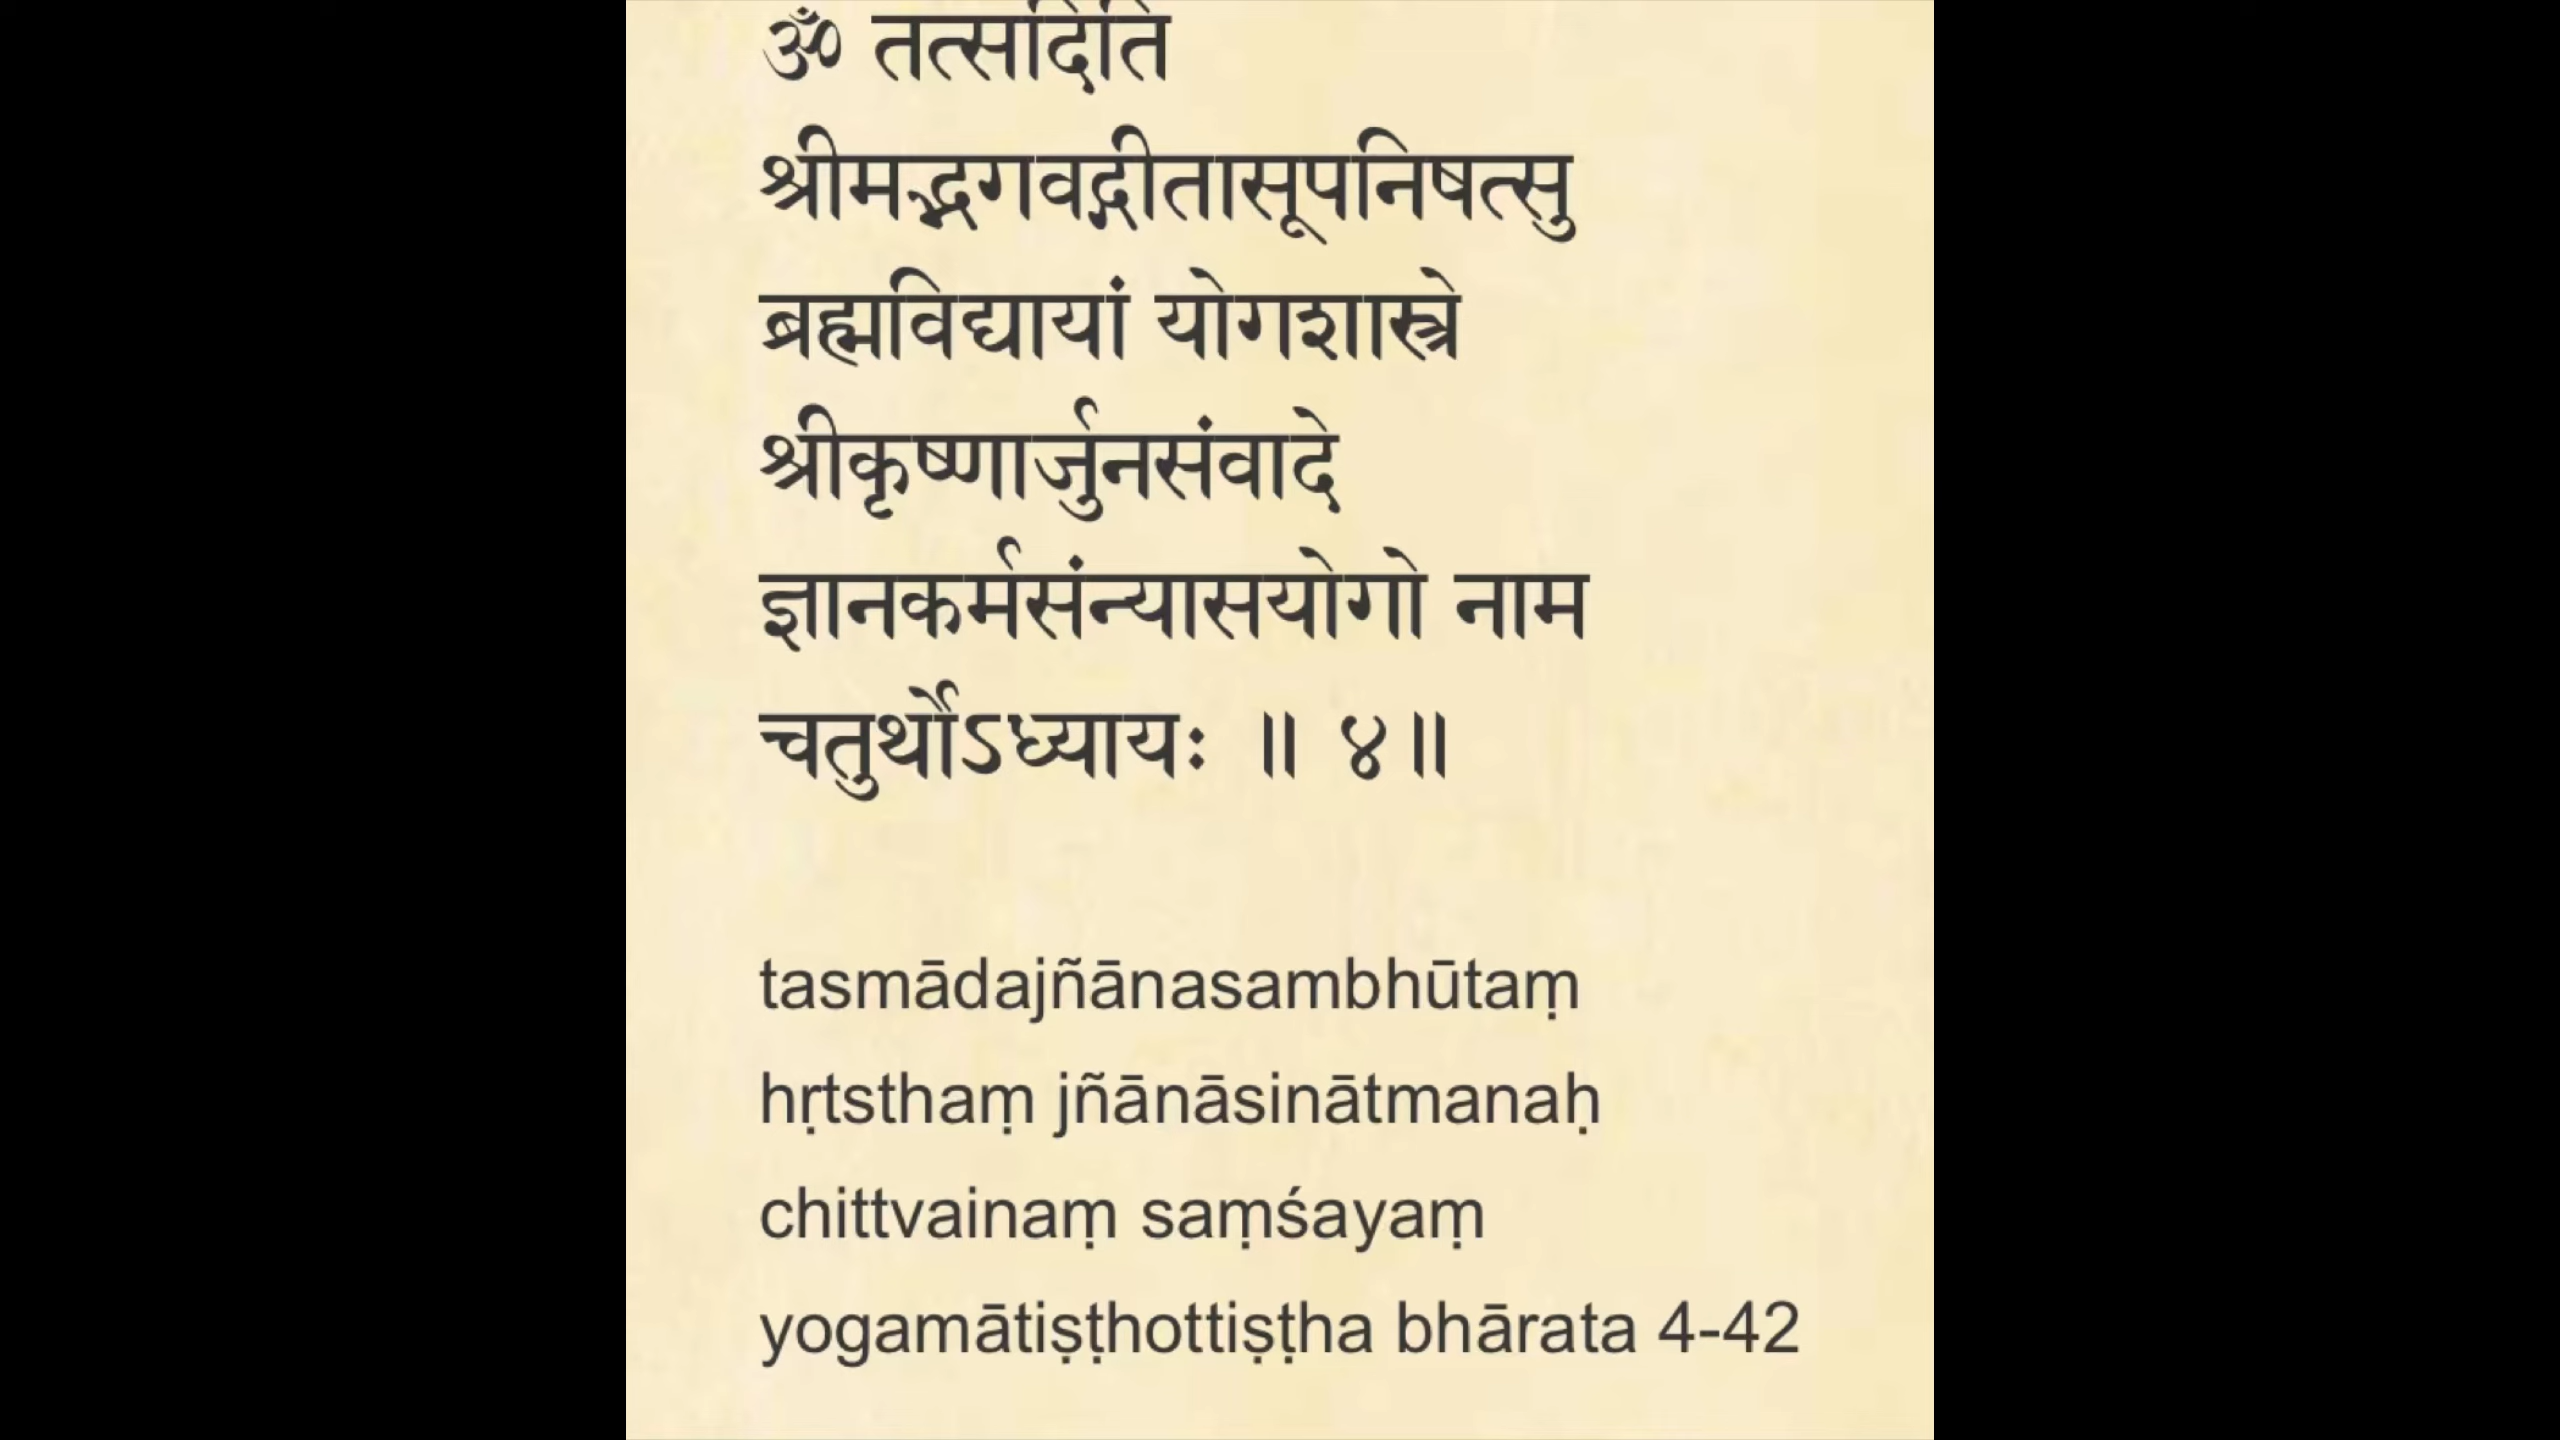 ॐ तत्सदिति
श्रीमद्भगवद्गीतासूपनिषत्सु
ब्रह्मविद्यायां योगशास्त्रे
श्रीकृष्णार्जुनसंवादे
ज्ञानकर्मसंन्यासयोगो नाम
चतुर्थोऽध्यायः ॥ ४॥
tasmādajñānasambhūtaṃ
hṛtsthaṃ jñānāsinātmanaḥ
chittvainaṃ saṃśayaṃ
yogamātiṣṭhottiṣṭha bhārata 4-42